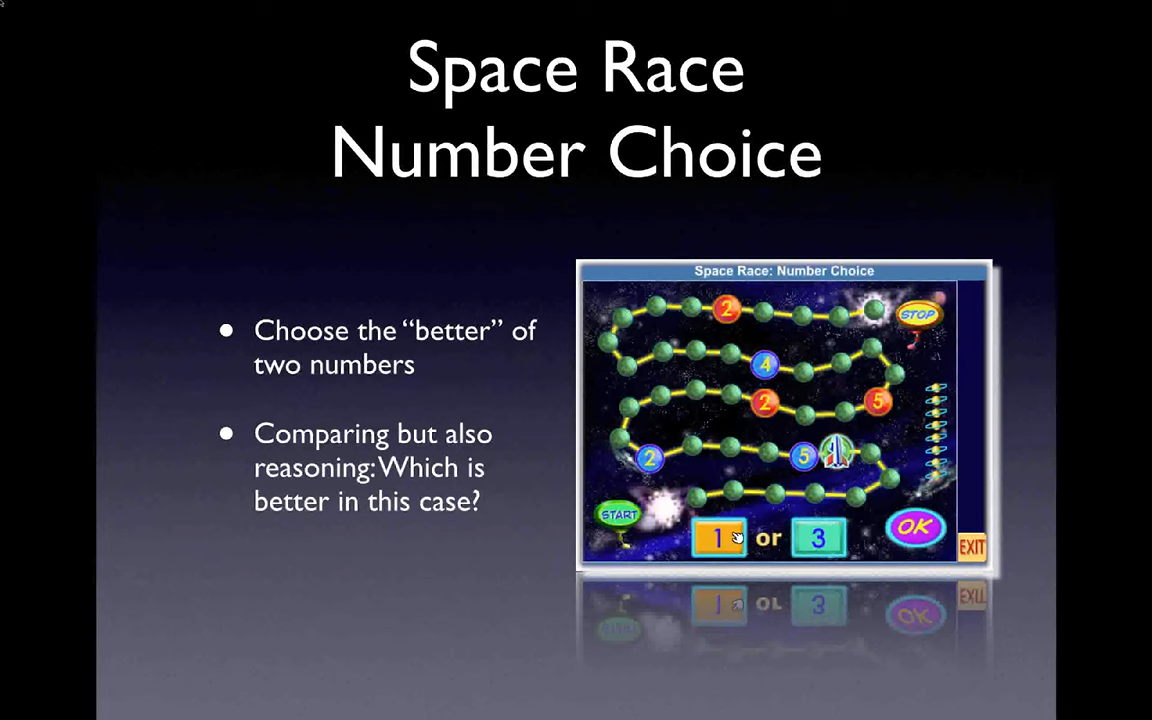 Space Race
Number Choice
• Choose the “better” of
two numbers
• Comparing but also
reasoning: Which is
better in this case?
Space Race: Number Choice
2
STOP
4
2
5
2
5
START
1 or 3
OK
EXIT